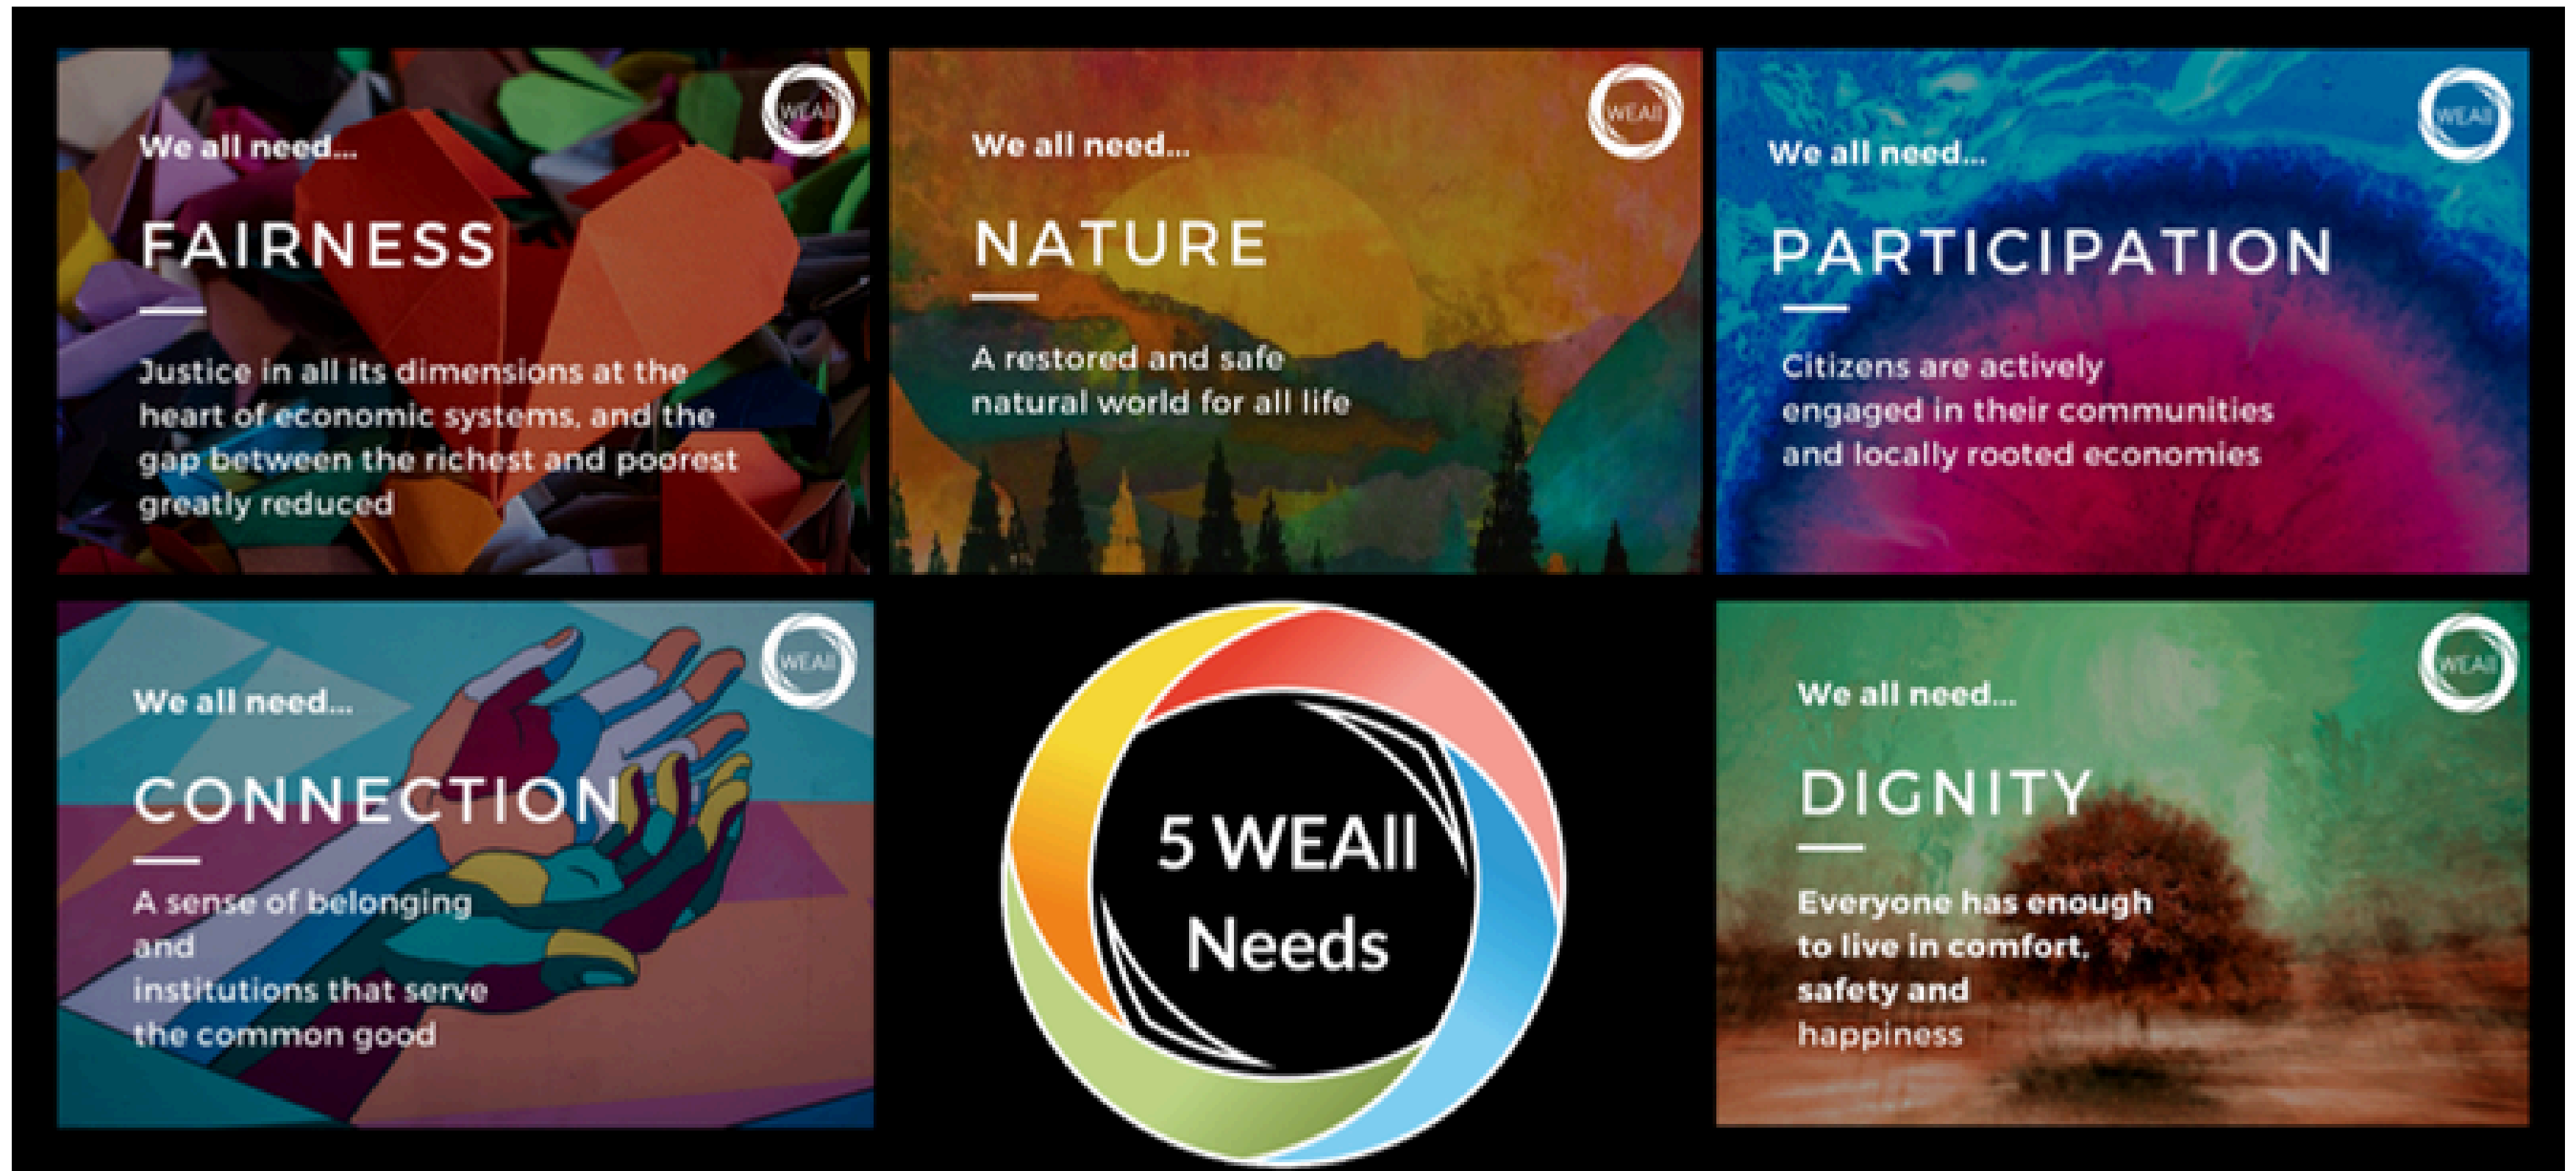 WEAll
We all need...
FAIRNESS
Justice in all its dimensions at the
heart of economic systems, and the
gap between the richest and poorest
greatly reduced
WEAll
We all need...
NATURE
A restored and safe
natural world for all life
WEAll
We all need...
PARTICIPATION
Citizens are actively
engaged in their communities
and locally rooted economies
WEAll
We all need...
CONNECTION
A sense of belonging
and
institutions that serve
the common good
5 WEAll
Needs
WEAll
We all need...
DIGNITY
Everyone has enough
to live in comfort,
safety and
happiness